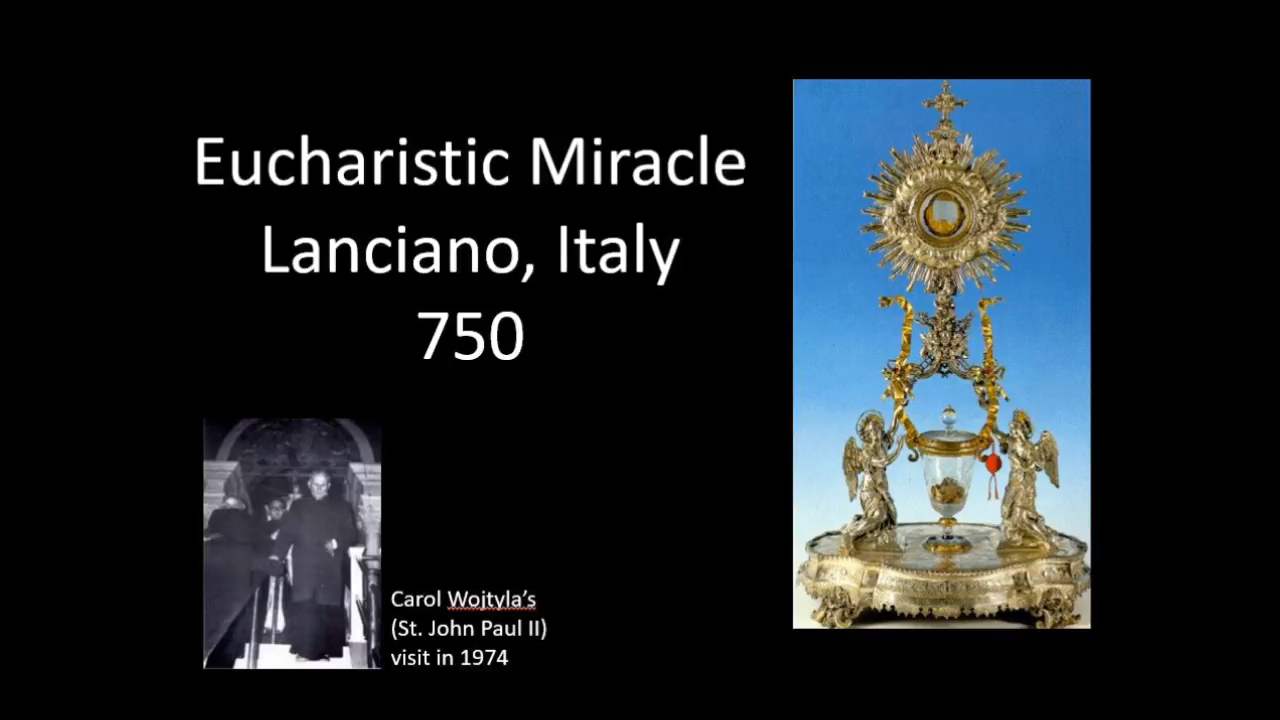 Eucharistic Miracle
Lanciano, Italy
750
Carol Wojtyla’s
(St. John Paul II)
visit in 1974